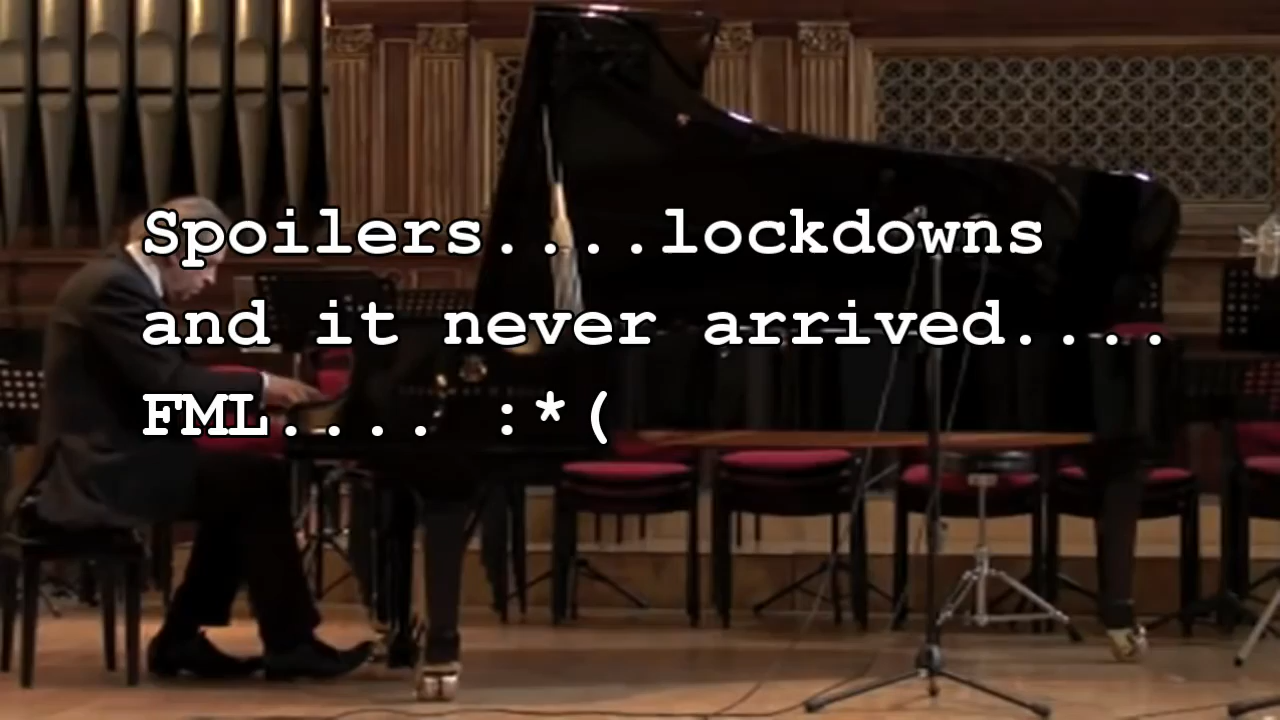 Spoilers....lockdowns
and it never arrived....
FML.... :*(